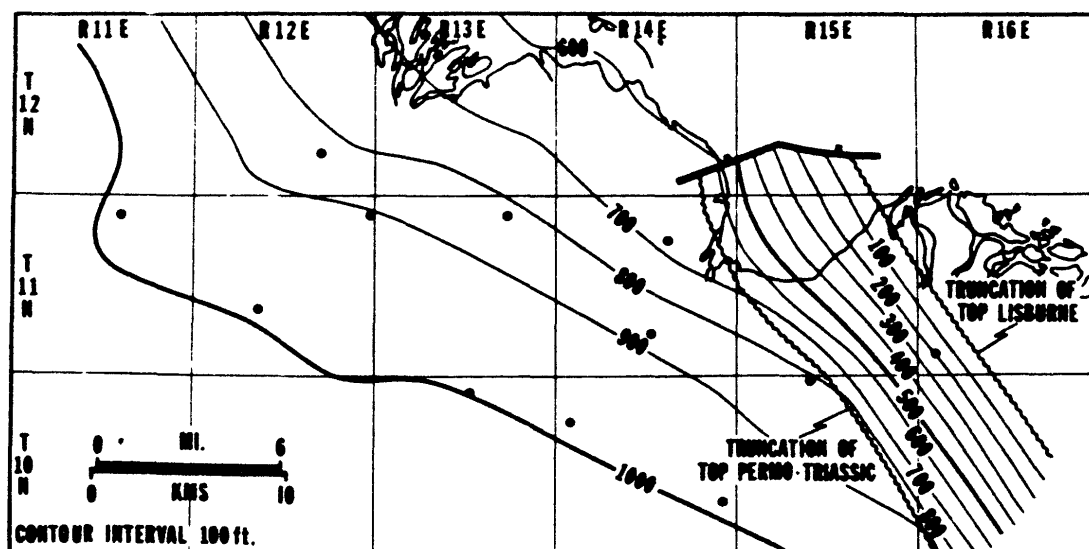 R11E R12E R13E R14E R15E R16E
600
T
12
N
700
100
T
11
N
800
200
TRUNCATION OF
TOP LISBURNE
900
300
400
500
600
T
10
N
0 MI. 6
0 KMS 10
1000
TRUNCATION OF
TOP PERMO-TRIASSIC
700
800
CONTOUR INTERVAL 100 ft.